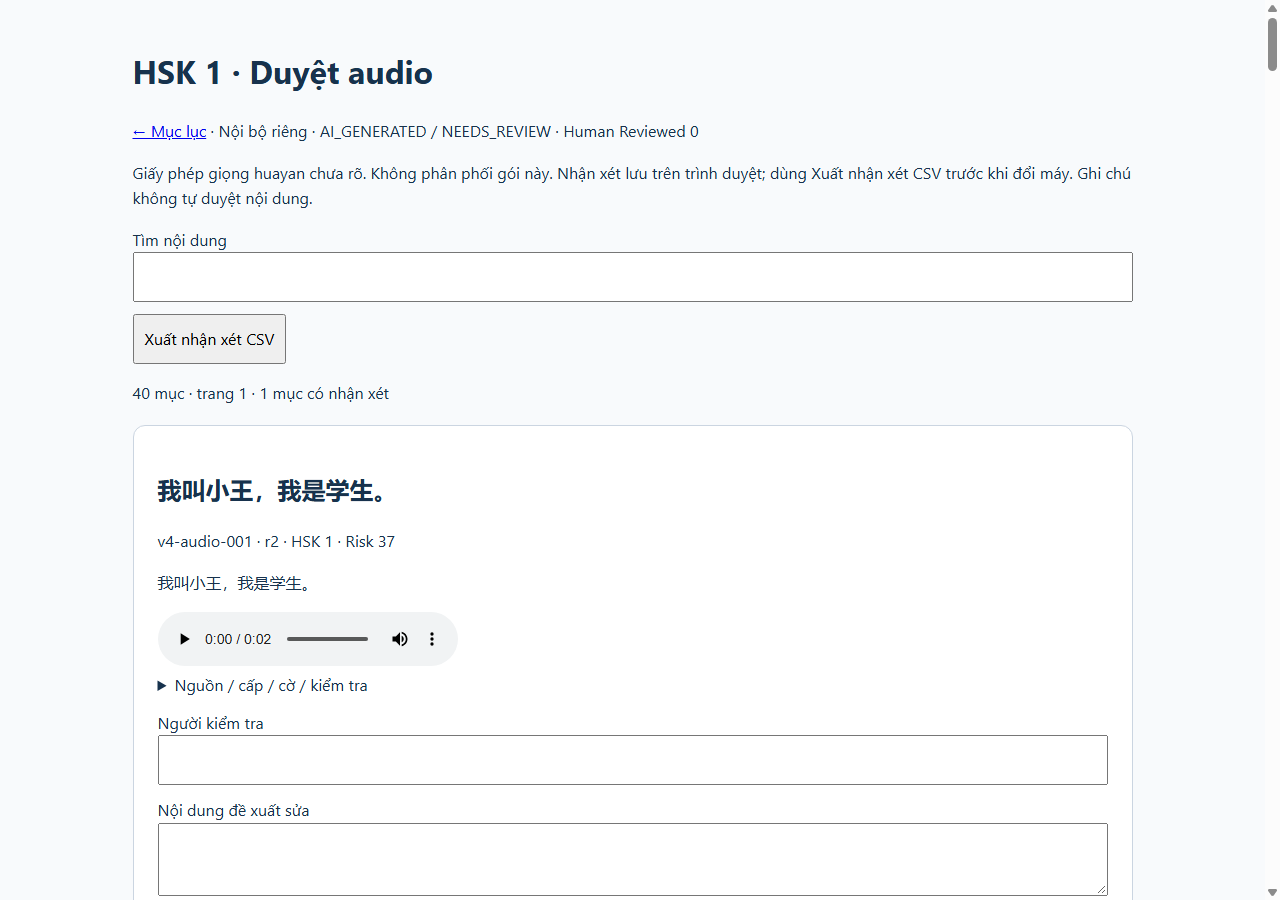 HSK 1 · Duyệt audio
← Mục lục · Nội bộ riêng · AI_GENERATED / NEEDS_REVIEW · Human Reviewed 0
Giấy phép giọng huayan chưa rõ. Không phân phối gói này. Nhận xét lưu trên trình duyệt; dùng Xuất nhận xét CSV trước khi đổi máy. Ghi chú
không tự duyệt nội dung.
Tìm nội dung
Xuất nhận xét CSV
40 mục · trang 1 · 1 mục có nhận xét
我叫小王，我是学生。
v4-audio-001 · r2 · HSK 1 · Risk 37
我叫小王，我是学生。
0:00 / 0:02
Nguồn / cấp / cờ / kiểm tra
Người kiểm tra
Nội dung đề xuất sửa